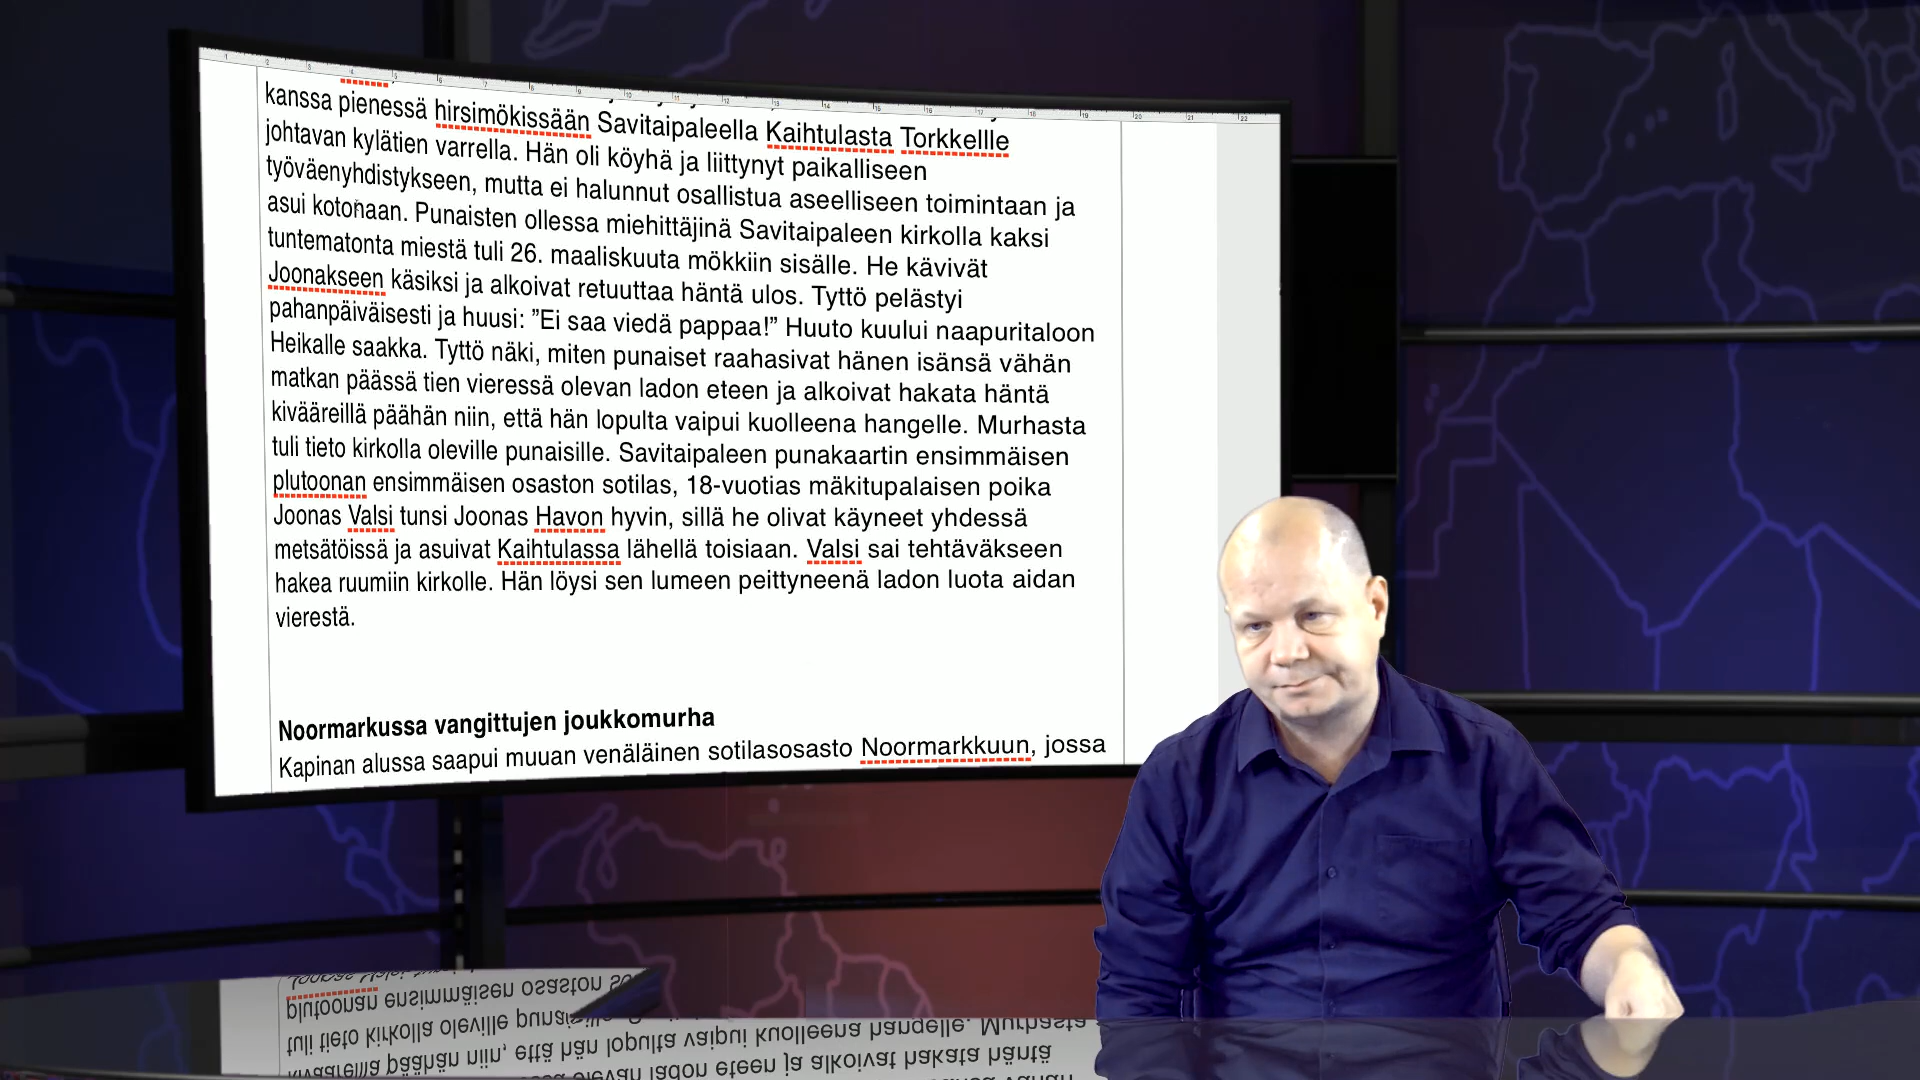 kanssa pienessä hirsimökissään Savitaipaleella Kaihtulasta Torkkellle
johtavan kylätien varrella. Hän oli köyhä ja liittynyt paikalliseen
työväenyhdistykseen, mutta ei halunnut osallistua aseelliseen toimintaan ja
asui kotonaan. Punaisten ollessa miehittäjinä Savitaipaleen kirkolla kaksi
tuntematonta miestä tuli 26. maaliskuuta mökkiin sisälle. He kävivät
Joonakseen käsiksi ja alkoivat retuuttaa häntä ulos. Tyttö pelästyi
pahanpäiväisesti ja huusi: ”Ei saa viedä pappaa!” Huuto kuului naapuritaloon
Heikalle saakka. Tyttö näki, miten punaiset raahasivat hänen isänsä vähän
matkan päässä tien vieressä olevan ladon eteen ja alkoivat hakata häntä
kivääreillä päähän niin, että hän lopulta vaipui kuolleena hangelle. Murhasta
tuli tieto kirkolla oleville punaisille. Savitaipaleen punakaartin ensimmäisen
plutoonan ensimmäisen osaston sotilas, 18-vuotias mäkitupalaisen poika
Joonas Valsi tunsi Joonas Havon hyvin, sillä he olivat käyneet yhdessä
metsätöissä ja asuivat Kaihtulassa lähellä toisiaan. Valsi sai tehtäväkseen
hakea ruumiin kirkolle. Hän löysi sen lumeen peittyneenä ladon luota aidan
vierestä.
Noormarkussa vangittujen joukkomurha
Kapinan alussa saapui muuan venäläinen sotilasosasto Noormarkkuun, jossa